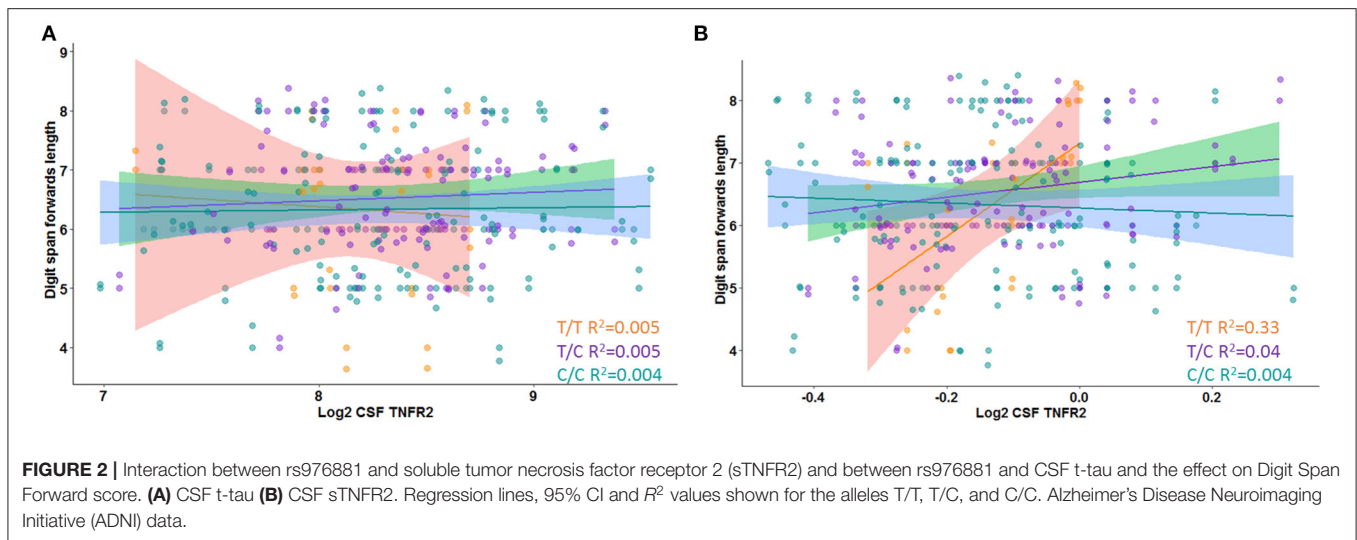 A
B
9
8
7
6
5
4
Digit span forwards length
7
8
9
Log2 CSF TNFR2
T/T R²=0.005
T/C R²=0.005
C/C R²=0.004
8
7
6
5
4
Digit span forwards length
-0.4
-0.2
0.0
0.2
Log2 CSF TNFR2
T/T R²=0.33
T/C R²=0.04
C/C R²=0.004
FIGURE 2 | Interaction between rs976881 and soluble tumor necrosis factor receptor 2 (sTNFR2) and between rs976881 and CSF t-tau and the effect on Digit Span
Forward score. (A) CSF t-tau (B) CSF sTNFR2. Regression lines, 95% CI and R² values shown for the alleles T/T, T/C, and C/C. Alzheimer's Disease Neuroimaging
Initiative (ADNI) data.